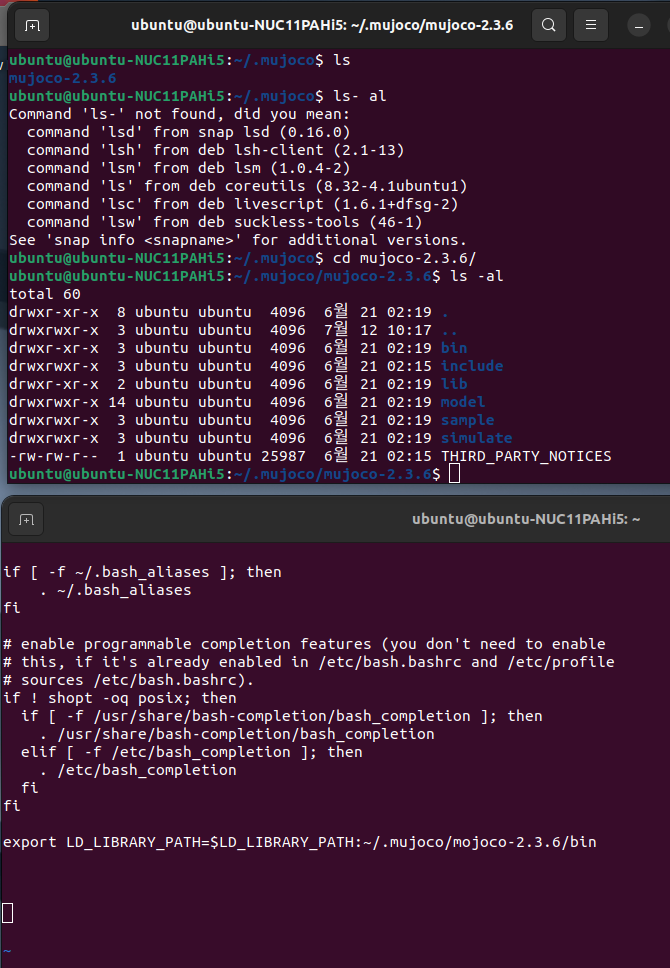 ubuntu@ubuntu-NUC11PAHi5: ~/.mujoco/mujoco-2.3.6
ubuntu@ubuntu-NUC11PAHi5:~/.mujoco$ ls
mujoco-2.3.6
ubuntu@ubuntu-NUC11PAHi5:~/.mujoco$ ls- al
Command 'ls-' not found, did you mean:
  command 'lsd' from snap lsd (0.16.0)
  command 'lsh' from deb lsh-client (2.1-13)
  command 'lsm' from deb lsm (1.0.4-2)
  command 'ls' from deb coreutils (8.32-4.1ubuntu1)
  command 'lsc' from deb livescript (1.6.1+dfsg-2)
  command 'lsw' from deb suckless-tools (46-1)
See 'snap info <snapname>' for additional versions.
ubuntu@ubuntu-NUC11PAHi5:~/.mujoco$ cd mujoco-2.3.6/
ubuntu@ubuntu-NUC11PAHi5:~/.mujoco/mujoco-2.3.6$ ls -al
total 60
drwxr-xr-x  8 ubuntu ubuntu  4096  6월 21 02:19 .
drwxrwxr-x  3 ubuntu ubuntu  4096  7월 12 10:17 ..
drwxr-xr-x  3 ubuntu ubuntu  4096  6월 21 02:19 bin
drwxrwxr-x  3 ubuntu ubuntu  4096  6월 21 02:15 include
drwxr-xr-x  2 ubuntu ubuntu  4096  6월 21 02:19 lib
drwxrwxr-x 14 ubuntu ubuntu  4096  6월 21 02:19 model
drwxrwxr-x  3 ubuntu ubuntu  4096  6월 21 02:19 sample
drwxrwxr-x  3 ubuntu ubuntu  4096  6월 21 02:19 simulate
-rw-rw-r--  1 ubuntu ubuntu 25987  6월 21 02:15 THIRD_PARTY_NOTICES
ubuntu@ubuntu-NUC11PAHi5:~/.mujoco/mujoco-2.3.6$
ubuntu@ubuntu-NUC11PAHi5: ~
if [ -f ~/.bash_aliases ]; then
    . ~/.bash_aliases
fi
# enable programmable completion features (you don't need to enable
# this, if it's already enabled in /etc/bash.bashrc and /etc/profile
# sources /etc/bash.bashrc).
if ! shopt -oq posix; then
  if [ -f /usr/share/bash-completion/bash_completion ]; then
    . /usr/share/bash-completion/bash_completion
  elif [ -f /etc/bash_completion ]; then
    . /etc/bash_completion
  fi
fi
export LD_LIBRARY_PATH=$LD_LIBRARY_PATH:~/.mujoco/mojoco-2.3.6/bin
~